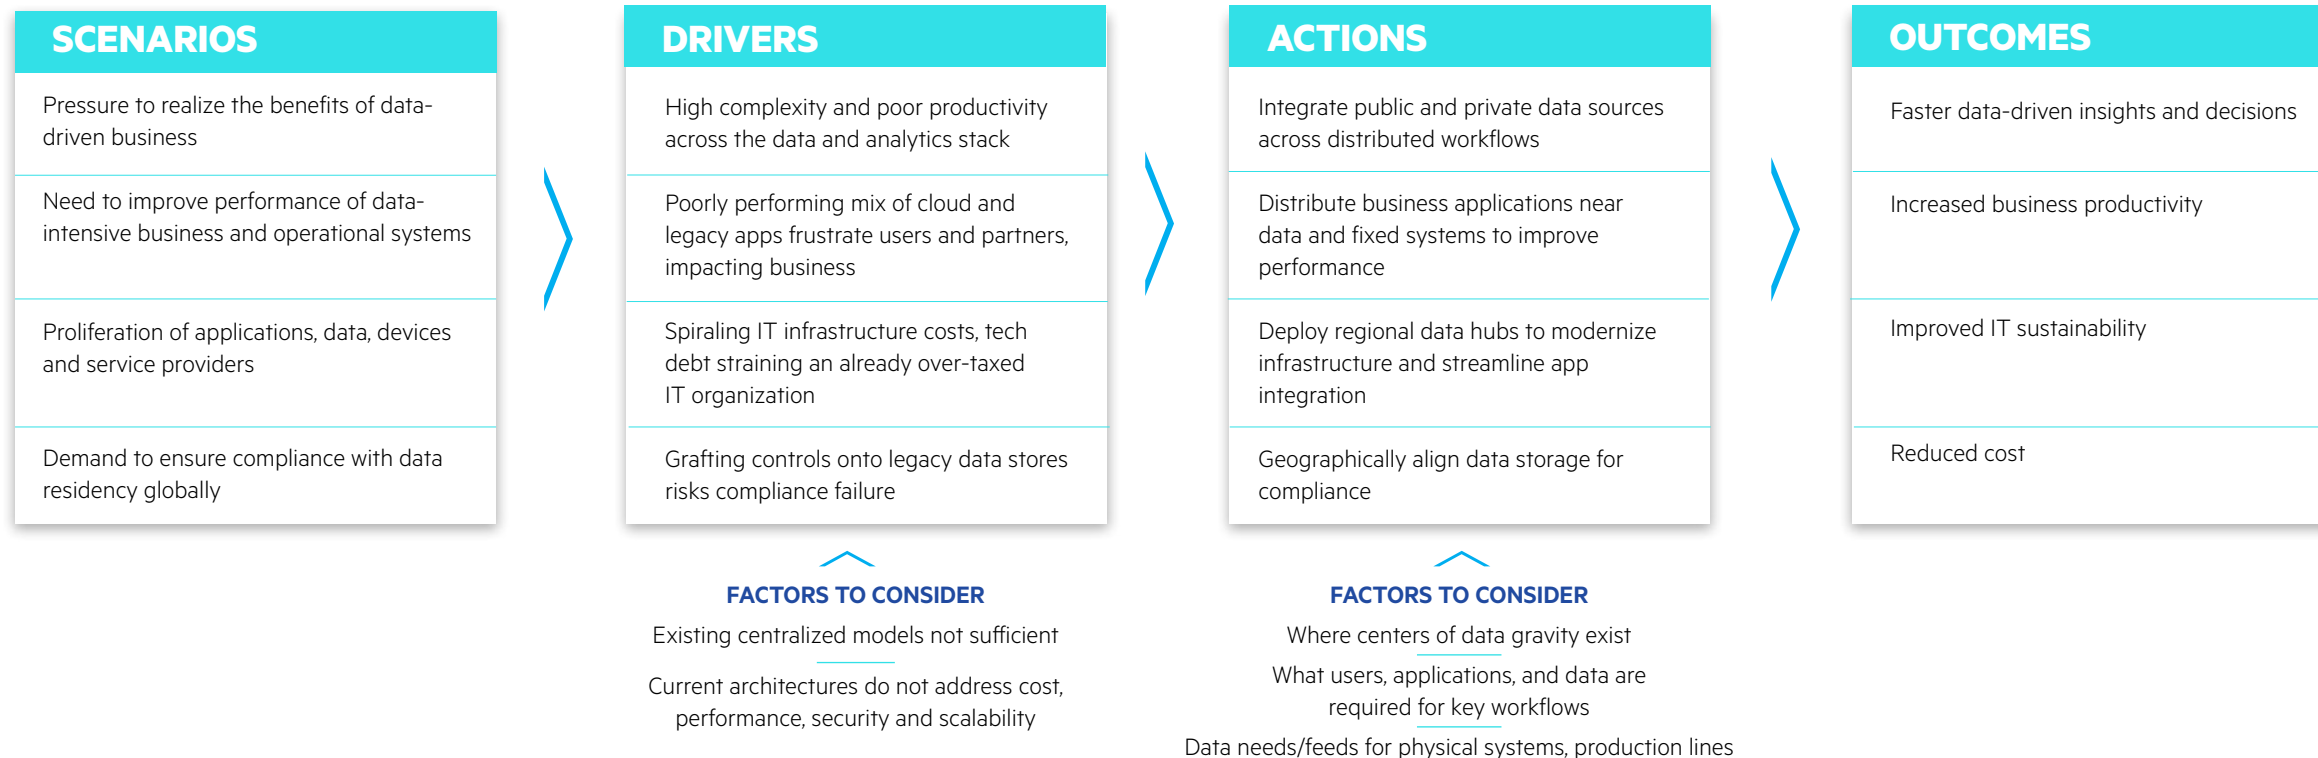 SCENARIOS
Pressure to realize the benefits of data-
driven business
Need to improve performance of data-
intensive business and operational systems
Proliferation of applications, data, devices
and service providers
Demand to ensure compliance with data
residency globally
DRIVERS
High complexity and poor productivity
across the data and analytics stack
Poorly performing mix of cloud and
legacy apps frustrate users and partners,
impacting business
Spiraling IT infrastructure costs, tech
debt straining an already over-taxed
IT organization
Grafting controls onto legacy data stores
risks compliance failure
FACTORS TO CONSIDER
Existing centralized models not sufficient
Current architectures do not address cost,
performance, security and scalability
ACTIONS
Integrate public and private data sources
across distributed workflows
Distribute business applications near
data and fixed systems to improve
performance
Deploy regional data hubs to modernize
infrastructure and streamline app
integration
Geographically align data storage for
compliance
FACTORS TO CONSIDER
Where centers of data gravity exist
What users, applications, and data are
required for key workflows
Data needs/feeds for physical systems, production lines
OUTCOMES
Faster data-driven insights and decisions
Increased business productivity
Improved IT sustainability
Reduced cost